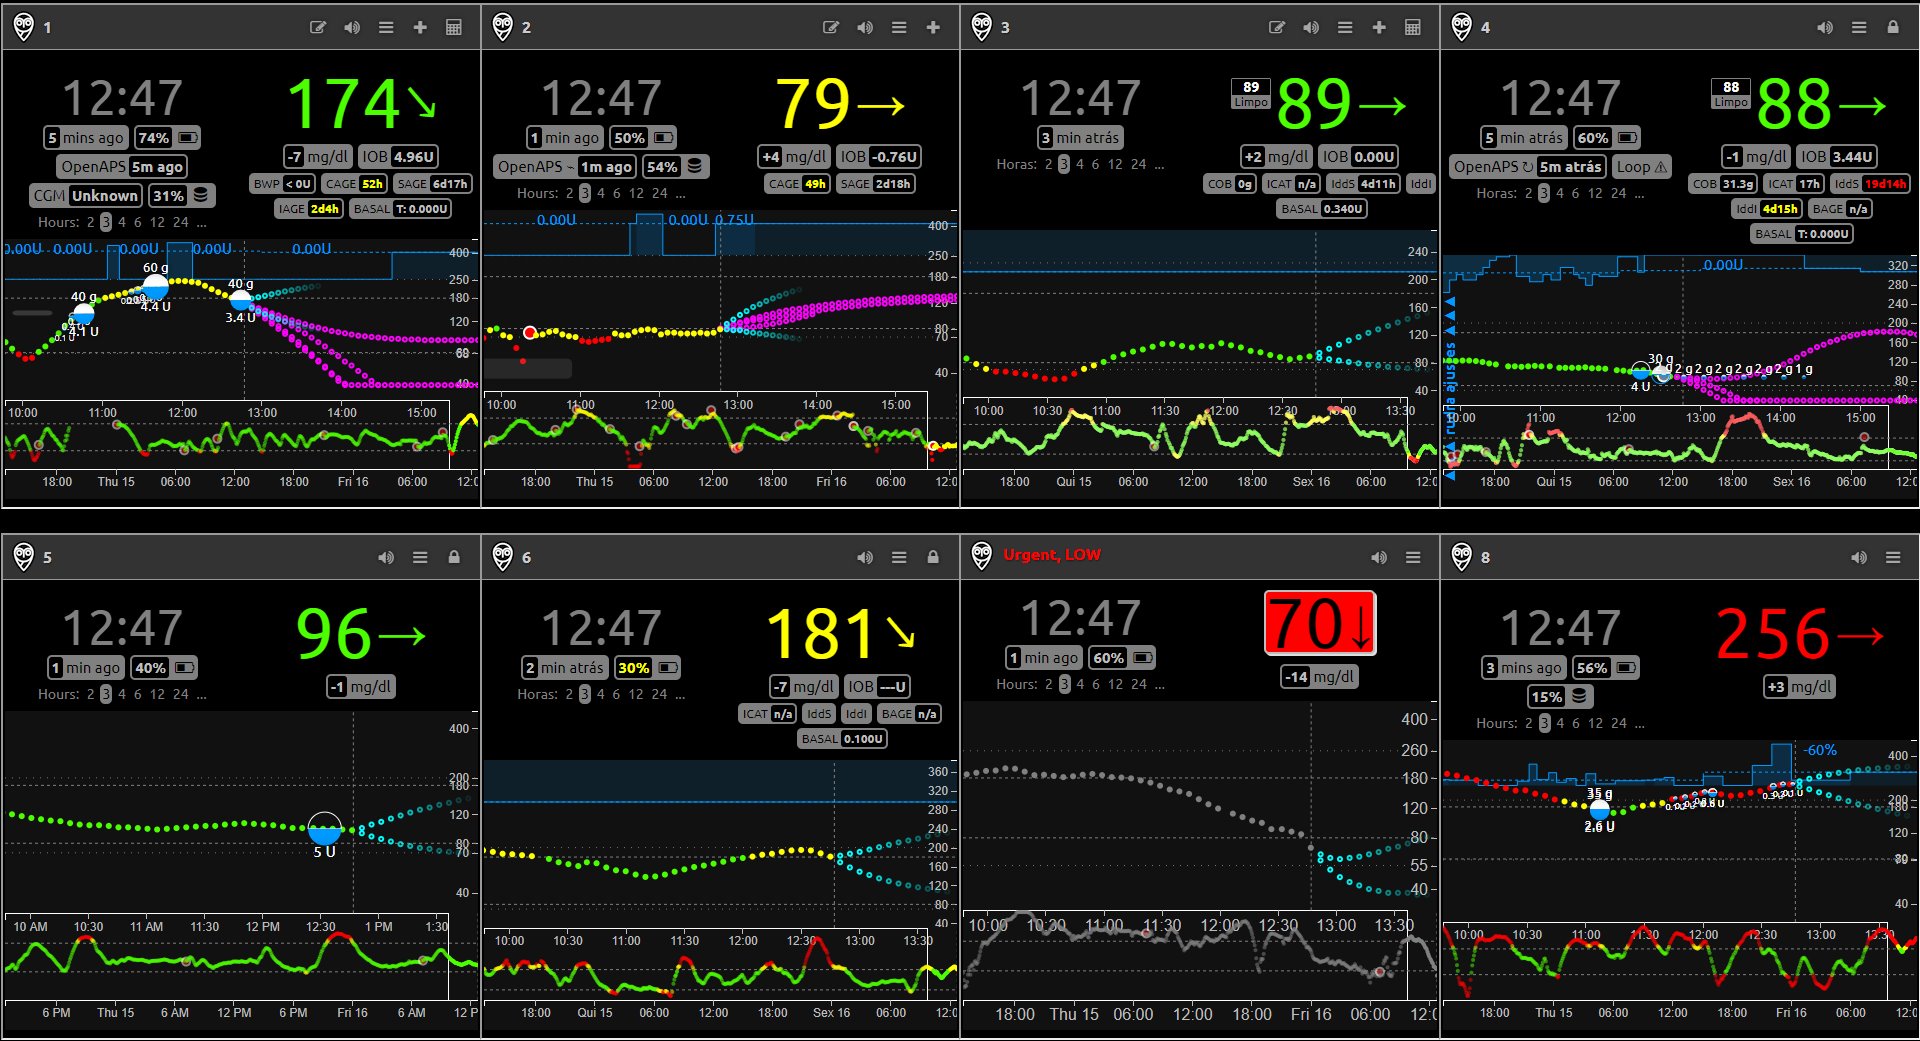 1
12:47
174
5 mins ago 74%
-7 mg/dl IOB 4.96U
OpenAPS 5m ago
BWP < 0U CAGE 52h SAGE 6d17h
CGM Unknown 31%
IAGE 2d4h BASAL T: 0.000U
Hours: 2 3 4 6 12 24 ...
0.00U 0.00U 0.00U 0.00U 0.00U
400
250
180
120
40
60 g
40 g
40 g
4.4 U
3.4 U
4.1 U
0.1 U
10:00 11:00 12:00 13:00 14:00 15:00
18:00 Thu 15 06:00 12:00 18:00 Fri 16 06:00 12:0
2
12:47
79
1 min ago 50%
+4 mg/dl IOB -0.76U
OpenAPS 1m ago 54%
CAGE 49h SAGE 2d18h
Hours: 2 3 4 6 12 24 ...
0.00U 0.00U 0.75U
400
250
180
120
80
70
40
10:00 11:00 12:00 13:00 14:00 15:00
18:00 Thu 15 06:00 12:00 18:00 Fri 16 06:00 12:0
3
12:47
89 Limpo
89
3 min atrás
+2 mg/dl IOB 0.00U
Horas: 2 3 4 6 12 24 ...
COB 0g ICAT n/a IddS 4d11h IddI
BASAL 0.340U
240
200
160
120
80
40
10:00 10:30 11:00 11:30 12:00 12:30 13:00 13:30
18:00 Qui 15 06:00 12:00 18:00 Sex 16 06:00 12:0
4
12:47
88 Limpo
88
5 min atrás 60%
-1 mg/dl IOB 3.44U
OpenAPS ↻ 5m atrás Loop ⚠
COB 31.3g ICAT 17h IddS 19d14h
Horas: 2 3 4 6 12 24 ...
IddI 4d15h BAGE n/a
BASAL T: 0.000U
0.00U
320
280
240
200
160
120
80
40
30 g
4 U
2 g 2 g 2 g 2 g 2 g 2 g 1 g
11:00 12:00 13:00 14:00 15:00
18:00 Qui 15 06:00 12:00 18:00 Sex 16 06:00 12:0
5
12:47
96
1 min ago 40%
-1 mg/dl
Hours: 2 3 4 6 12 24 ...
400
200
180
120
80
70
40
5 U
10 AM 10:30 11 AM 11:30 12 PM 12:30 1 PM 1:30
6 PM Thu 15 6 AM 12 PM 6 PM Fri 16 6 AM 12 P
6
12:47
181
2 min atrás 30%
-7 mg/dl IOB ---U
Horas: 2 3 4 6 12 24 ...
ICAT n/a IddS IddI BAGE n/a
BASAL 0.100U
360
320
280
240
200
160
120
80
40
10:00 10:30 11:00 11:30 12:00 12:30 13:00 13:30
18:00 Qui 15 06:00 12:00 18:00 Sex 16 06:00 12:0
Urgent, LOW
12:47
70
1 min ago 60%
-14 mg/dl
Hours: 2 3 4 6 12 24 ...
400
260
180
120
80
55
40
10:00 10:30 11:00 11:30 12:00 12:30 13:00 13:30
18:00 Thu 15 06:00 12:00 18:00 Fri 16 06:00 12:0
8
12:47
256
3 mins ago 56%
+3 mg/dl
15%
Hours: 2 3 4 6 12 24 ...
-60%
400
200
180
120
80
40
35 g
2.6 U
10:00 10:30 11:00 11:30 12:00 12:30 13:00 13:30
18:00 Thu 15 06:00 12:00 18:00 Fri 16 06:00 12:0